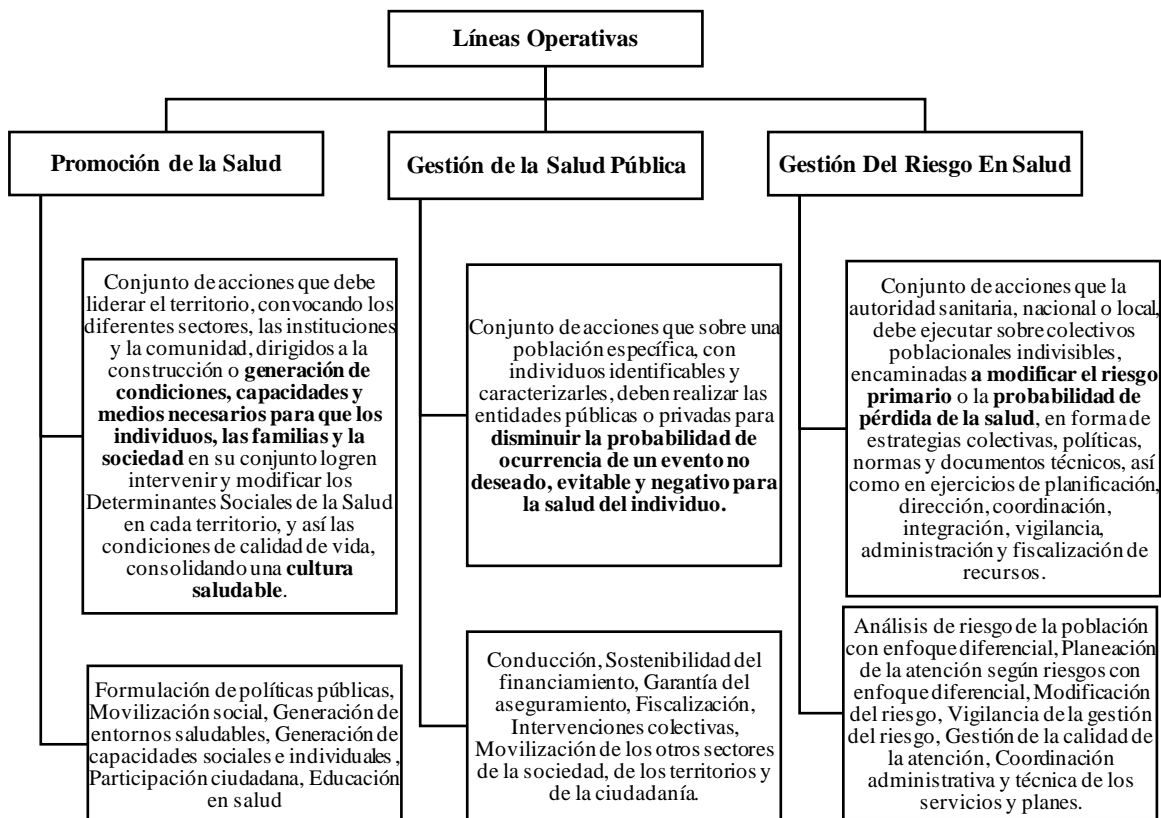 Líneas Operativas
Promoción de la Salud
Conjunto de acciones que debe
liderar el territorio, convocando los
diferentes sectores, las instituciones
y la comunidad, dirigidos a la
construcción o generación de
condiciones, capacidades y
medios necesarios para que los
individuos, las familias y la
sociedad en su conjunto logren
intervenir y modificar los
Determinantes Sociales de la Salud
en cada territorio, y así las
condiciones de calidad de vida,
consolidando una cultura
saludable.
Formulación de políticas públicas,
Movilización social, Generación de
entornos saludables, Generación de
capacidades sociales e individuales,
Participación ciudadana, Educación
en salud
Gestión de la Salud Pública
Conjunto de acciones que sobre una
población específica, con
individuos identificables y
caracterizarles, deben realizar las
entidades públicas o privadas para
disminuir la probabilidad de
ocurrencia de un evento no
deseado, evitable y negativo para
la salud del individuo.
Conducción, Sostenibilidad del
financiamiento, Garantía del
aseguramiento, Fiscalización,
Intervenciones colectivas,
Movilización de los otros sectores
de la sociedad, de los territorios y
de la ciudadanía.
Gestión Del Riesgo En Salud
Conjunto de acciones que la
autoridad sanitaria, nacional o local,
debe ejecutar sobre colectivos
poblacionales indivisibles,
encaminadas a modificar el riesgo
primario o la probabilidad de
pérdida de la salud, en forma de
estrategias colectivas, políticas,
normas y documentos técnicos, así
como en ejercicios de planificación,
dirección, coordinación,
integración, vigilancia,
administración y fiscalización de
recursos.
Análisis de riesgo de la población
con enfoque diferencial, Planeación
de la atención según riesgos con
enfoque diferencial, Modificación
del riesgo, Vigilancia de la gestión
del riesgo, Gestión de la calidad de
la atención, Coordinación
administrativa y técnica de los
servicios y planes.